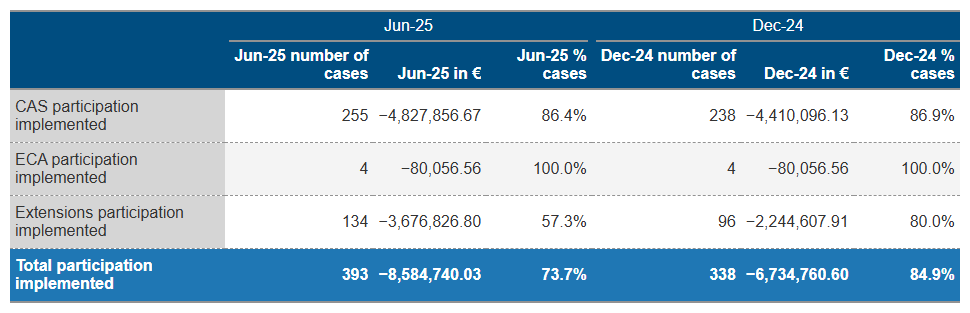 Jun-25 Dec-24
Jun-25 number of cases Jun-25 in € Jun-25 % cases Dec-24 number of cases Dec-24 in € Dec-24 % cases
CAS participation implemented 255 −4,827,856.67 86.4% 238 −4,410,096.13 86.9%
ECA participation implemented 4 −80,056.56 100.0% 4 −80,056.56 100.0%
Extensions participation implemented 134 −3,676,826.80 57.3% 96 −2,244,607.91 80.0%
Total participation implemented 393 −8,584,740.03 73.7% 338 −6,734,760.60 84.9%